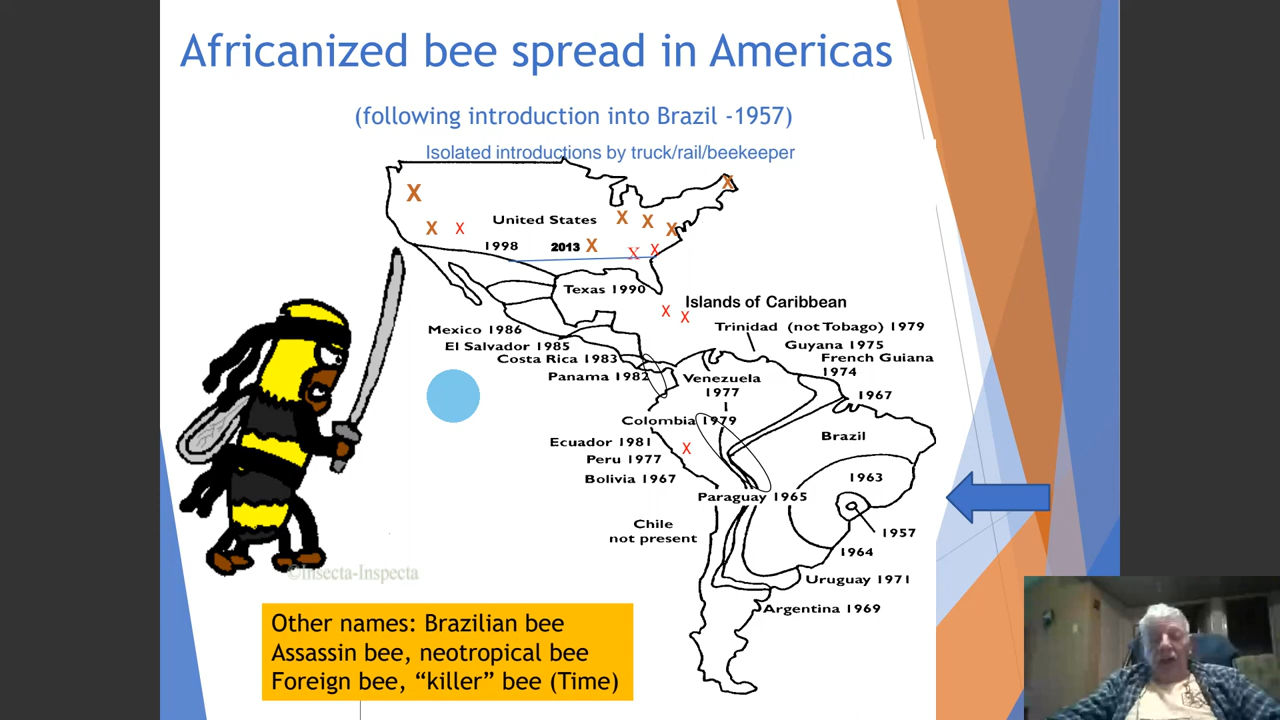 Africanized bee spread in Americas
(following introduction into Brazil -1957)
Isolated introductions by truck/rail/beekeeper
X
X
X
X
X
United States
X
X
X
1998
2013 X
X
X
Texas 1990
Islands of Caribbean
X
X
Trinidad (not Tobago) 1979
Mexico 1986
Guyana 1975
El Salvador 1985
French Guiana
1974
Costa Rica 1983
Panama 1982
Venezuela
1977
1967
Colombia 1979
Brazil
Ecuador 1981
X
Peru 1977
Bolivia 1967
1963
Paraguay 1965
Chile
not present
1957
1964
Uruguay 1971
Argentina 1969
©Insecta-Inspecta
Other names: Brazilian bee
Assassin bee, neotropical bee
Foreign bee, “killer” bee (Time)